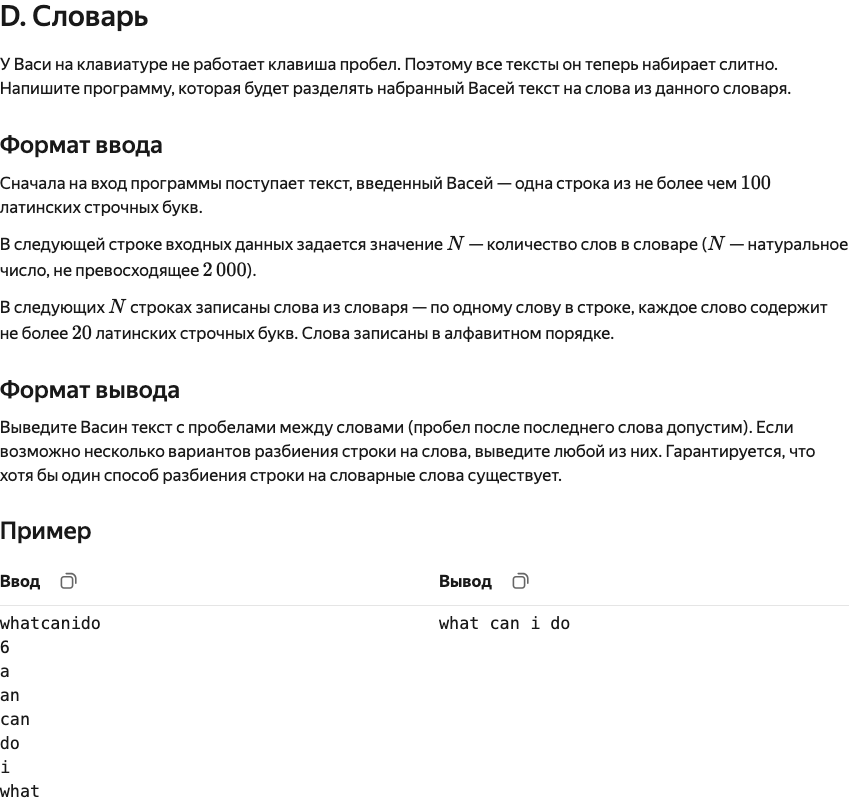 D. Словарь
У Васи на клавиатуре не работает клавиша пробел. Поэтому все тексты он теперь набирает слитно.
Напишите программу, которая будет разделять набранный Васей текст на слова из данного словаря.
Формат ввода
Сначала на вход программы поступает текст, введенный Васей — одна строка из не более чем 100
латинских строчных букв.
В следующей строке входных данных задается значение N — количество слов в словаре (N — натуральное
число, не превосходящее 2 000).
В следующих N строках записаны слова из словаря — по одному слову в строке, каждое слово содержит
не более 20 латинских строчных букв. Слова записаны в алфавитном порядке.
Формат вывода
Выведите Васин текст с пробелами между словами (пробел после последнего слова допустим). Если
возможно несколько вариантов разбиения строки на слова, выведите любой из них. Гарантируется, что
хотя бы один способ разбиения строки на словарные слова существует.
Пример
Ввод
Вывод
whatcanido
what can i do
6
a
an
can
do
i
what